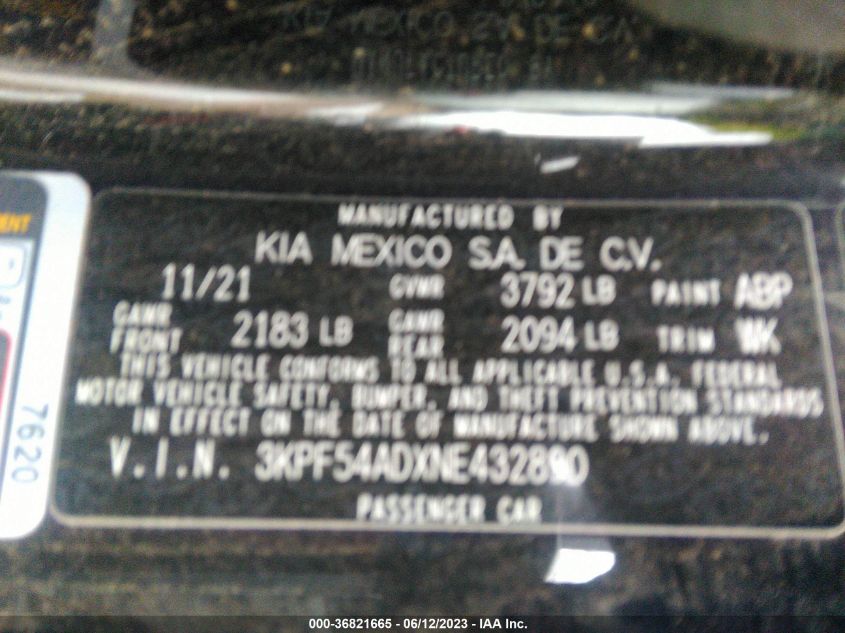 KIA MEXICO S.A. DE C.V.
MANUFACTURED BY
KIA MEXICO S.A. DE C.V.
11/21 GVWR 3792 LB PAINT ABP
GAWR FRONT 2183 LB GAWR REAR 2094 LB TRIM WK
THIS VEHICLE CONFORMS TO ALL APPLICABLE U.S.A. FEDERAL
MOTOR VEHICLE SAFETY, BUMPER, AND THEFT PREVENTION STANDARDS
IN EFFECT ON THE DATE OF MANUFACTURE SHOWN ABOVE.
V.I.N. 3KPF54ADXNE432890
PASSENGER CAR
7620
000-36821665 - 06/12/2023 - IAA Inc.